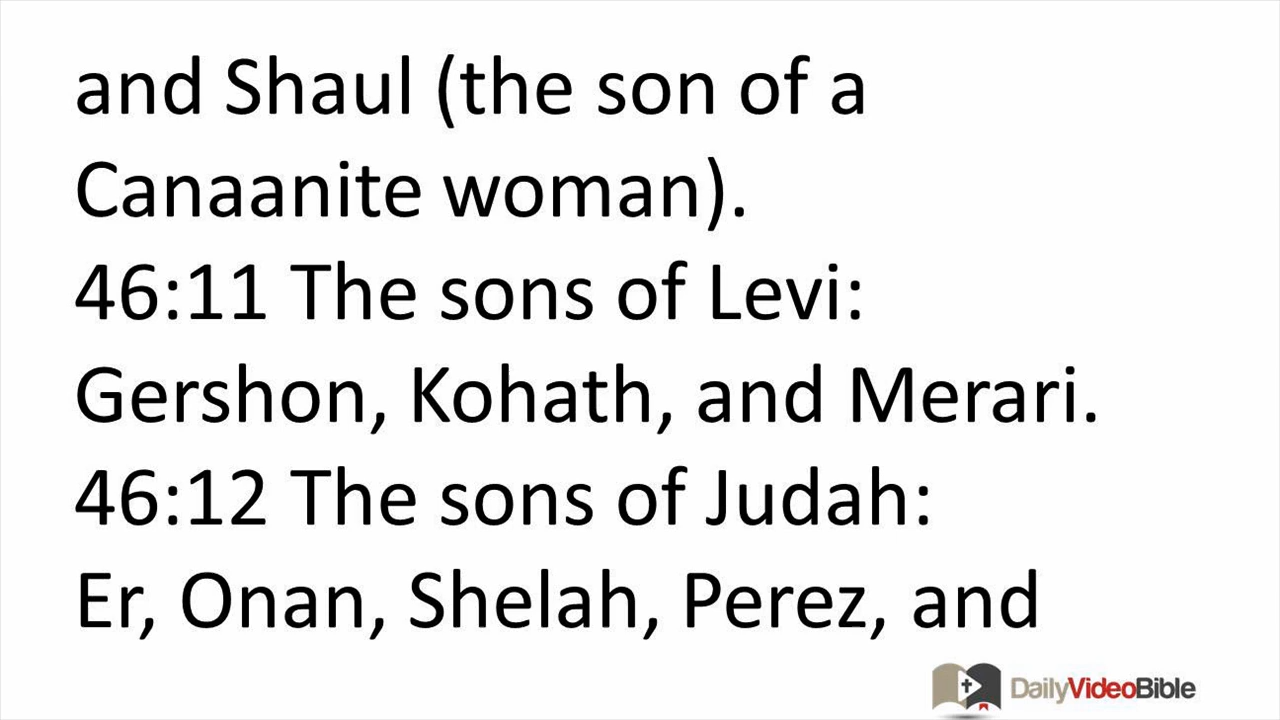 and Shaul (the son of a
Canaanite woman).
46:11 The sons of Levi:
Gershon, Kohath, and Merari.
46:12 The sons of Judah:
Er, Onan, Shelah, Perez, and
DailyVideoBible